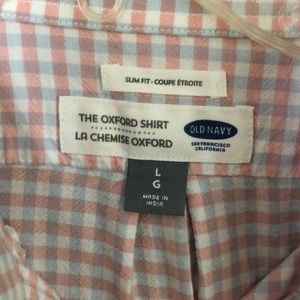 SLIM FIT • COUPE ÉTROITE
THE OXFORD SHIRT
LA CHEMISE OXFORD
OLD NAVY
SAN FRANCISCO
CALIFORNIA
L
G
MADE IN
INDIA